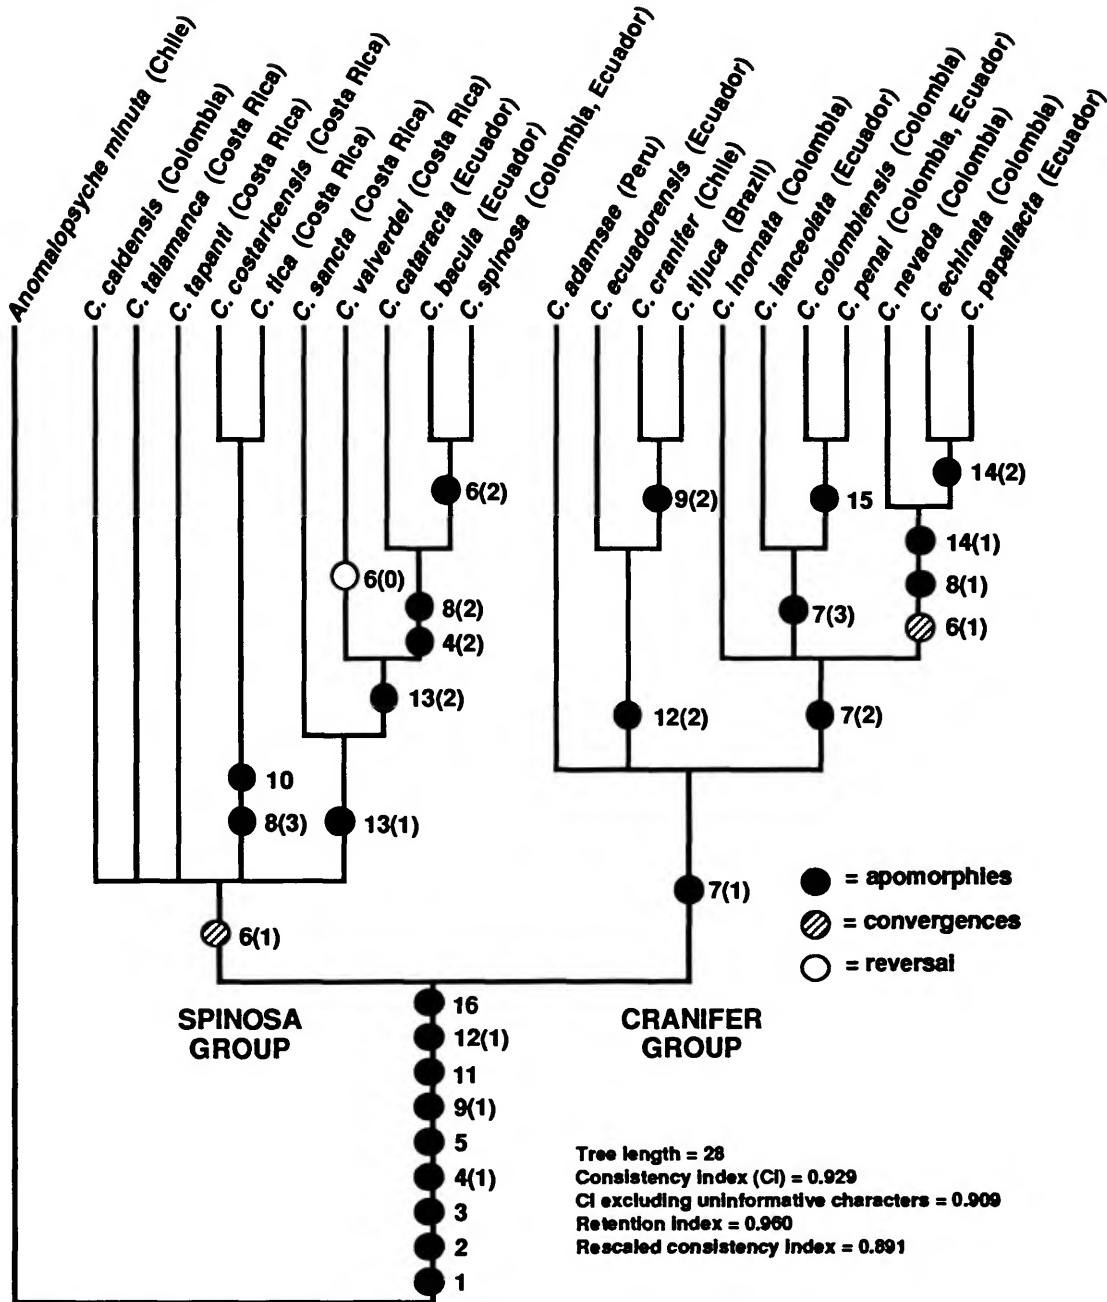 Anomalopsyche minuta (Chile)
C. caldensis (Colombia)
C. talamanca (Costa Rica)
C. tapanti (Costa Rica)
C. costaricensis (Costa Rica)
C. tica (Costa Rica)
C. sancta (Costa Rica)
C. valverdei (Costa Rica)
C. cataracta (Ecuador)
C. bacula (Ecuador)
C. spinosa (Colombia, Ecuador)
C. adamsae (Peru)
C. ecuadorensis (Ecuador)
C. cranifer (Chile)
C. tijuca (Brazil)
C. inornata (Colombia)
C. lanceolata (Ecuador)
C. colombiensis (Colombia)
C. penai (Colombia, Ecuador)
C. nevada (Colombia)
C. echinata (Colombia)
C. papallacta (Ecuador)
6(2)
9(2)
15
14(2)
14(1)
6(0)
8(2)
8(1)
4(2)
7(3)
6(1)
13(2)
12(2)
7(2)
10
8(3)
13(1)
7(1)
= apomorphies
6(1)
= convergences
= reversal
SPINOSA
GROUP
CRANIFER
GROUP
16
12(1)
11
9(1)
5
4(1)
3
2
1
Tree length = 28
Consistency index (CI) = 0.929
CI excluding uninformative characters = 0.909
Retention index = 0.960
Rescaled consistency index = 0.891